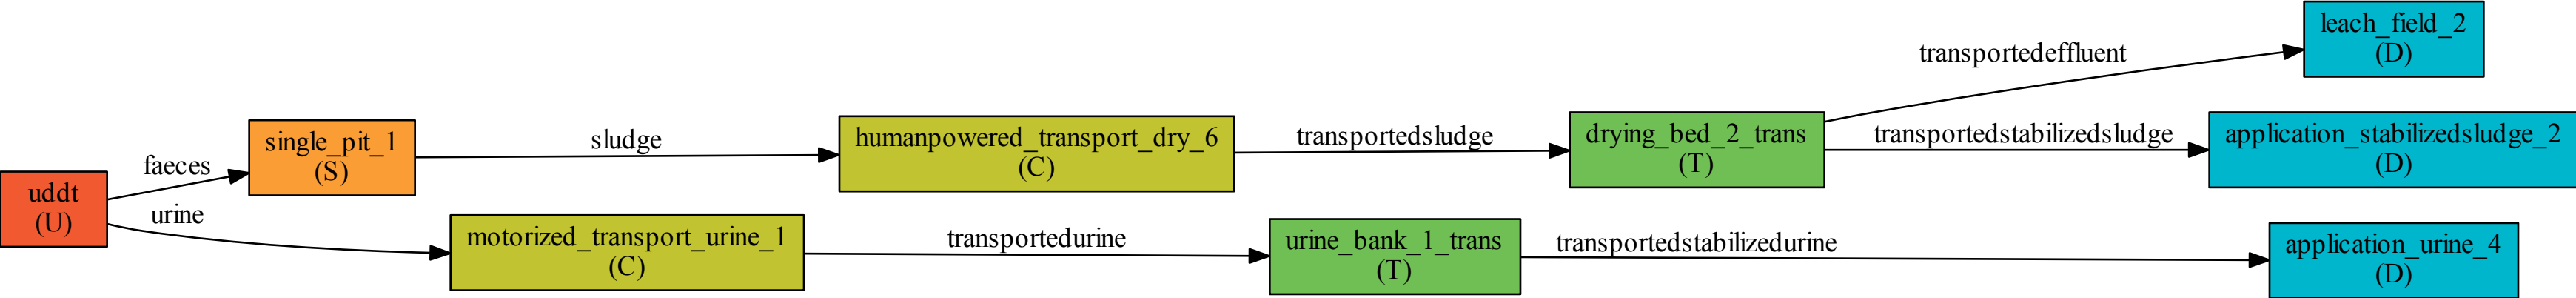 uddt
(U)
faeces
urine
single_pit_1
(S)
sludge
motorized_transport_urine_1
(C)
humanpowered_transport_dry_6
(C)
transportedsludge
transportedurine
drying_bed_2_trans
(T)
urine_bank_1_trans
(T)
transportedeffluent
transportedstabilizedsludge
transportedstabilizedurine
leach_field_2
(D)
application_stabilizedsludge_2
(D)
application_urine_4
(D)